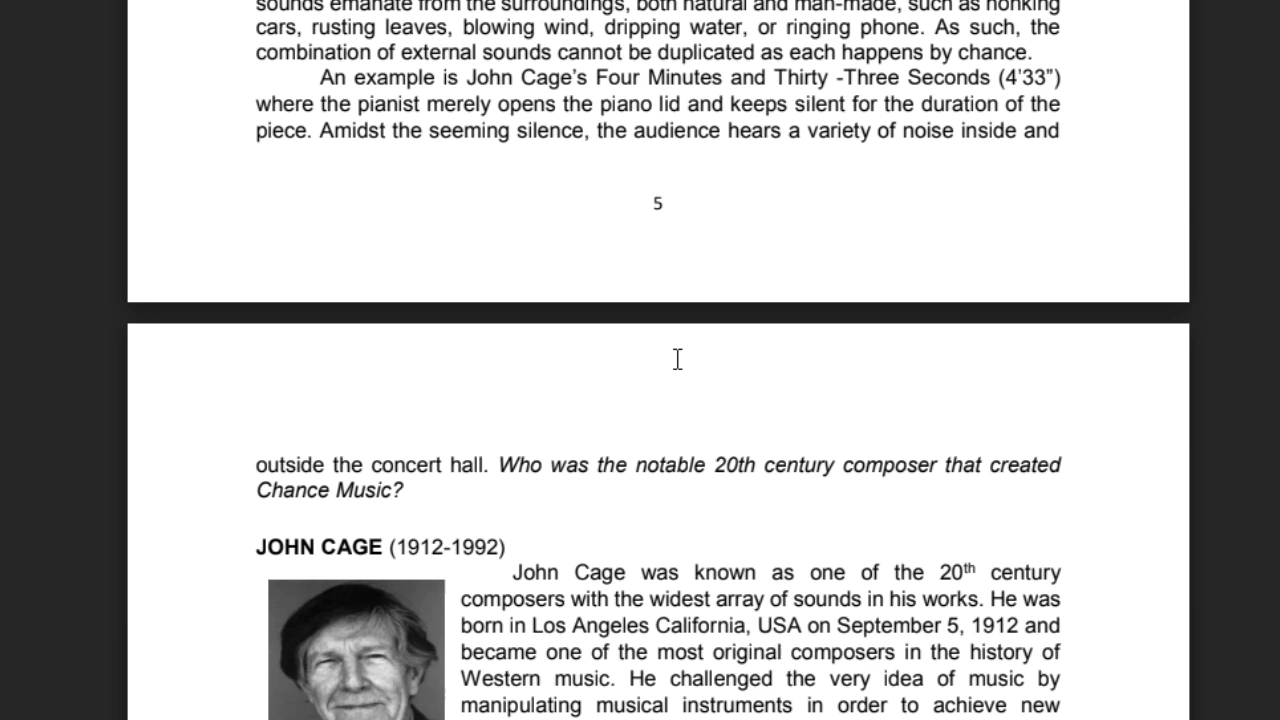 sounds emanate from the surroundings, both natural and man-made, such as honking
cars, rusting leaves, blowing wind, dripping water, or ringing phone. As such, the
combination of external sounds cannot be duplicated as each happens by chance.
An example is John Cage’s Four Minutes and Thirty -Three Seconds (4’33”)
where the pianist merely opens the piano lid and keeps silent for the duration of the
piece. Amidst the seeming silence, the audience hears a variety of noise inside and
5
outside the concert hall. Who was the notable 20th century composer that created
Chance Music?
JOHN CAGE (1912-1992)
John Cage was known as one of the 20th century
composers with the widest array of sounds in his works. He was
born in Los Angeles California, USA on September 5, 1912 and
became one of the most original composers in the history of
Western music. He challenged the very idea of music by
manipulating musical instruments in order to achieve new